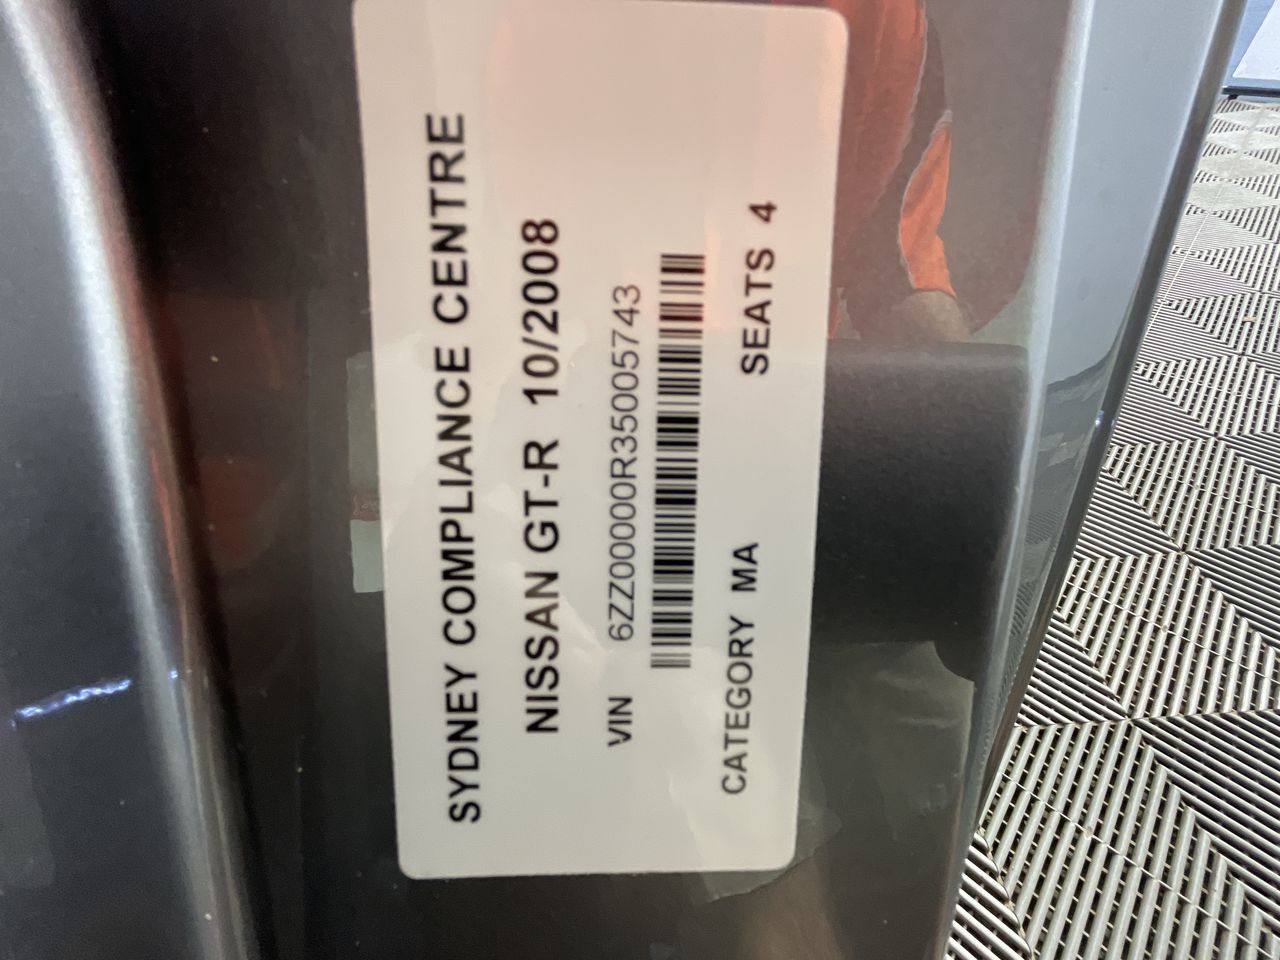 SYDNEY COMPLIANCE CENTRE
NISSAN GT-R 10/2008
VIN 6ZZ00000R35005743
CATEGORY MA SEATS 4